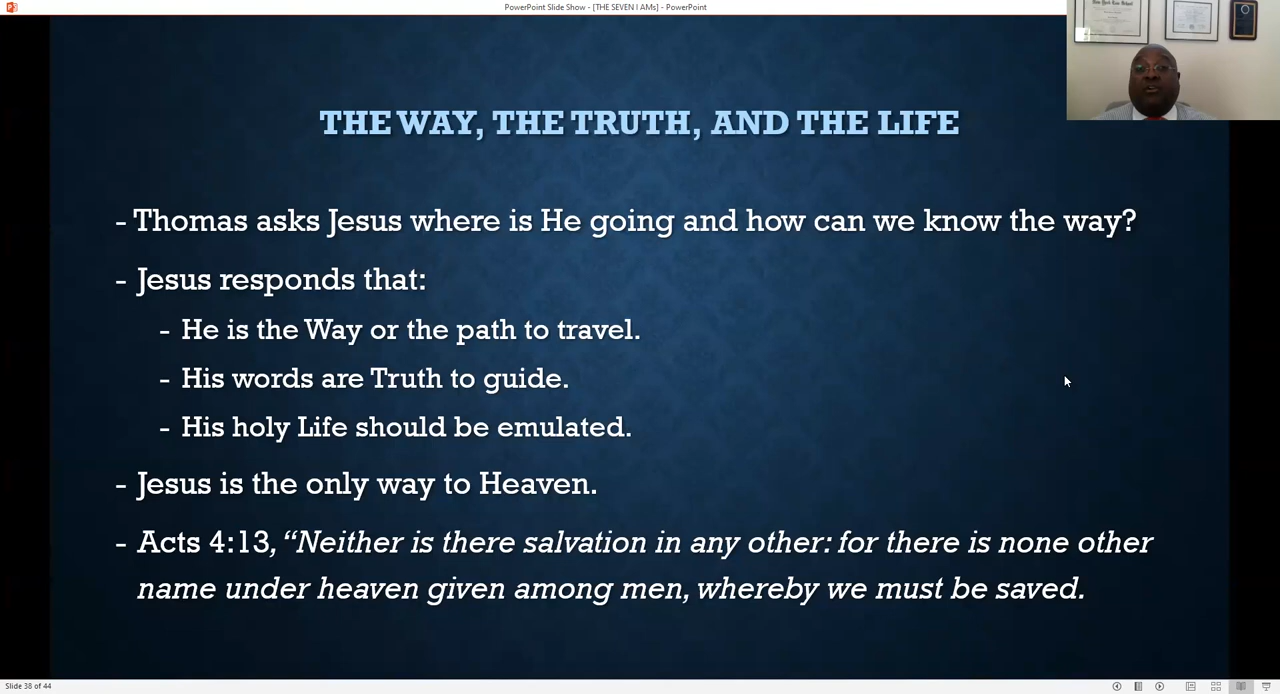 PowerPoint Slide Show - [THE SEVEN I AMs] - PowerPoint
THE WAY, THE TRUTH, AND THE LIFE
- Thomas asks Jesus where is He going and how can we know the way?
- Jesus responds that:
- He is the Way or the path to travel.
- His words are Truth to guide.
- His holy Life should be emulated.
- Jesus is the only way to Heaven.
- Acts 4:13, “Neither is there salvation in any other: for there is none other
name under heaven given among men, whereby we must be saved.
Slide 38 of 44